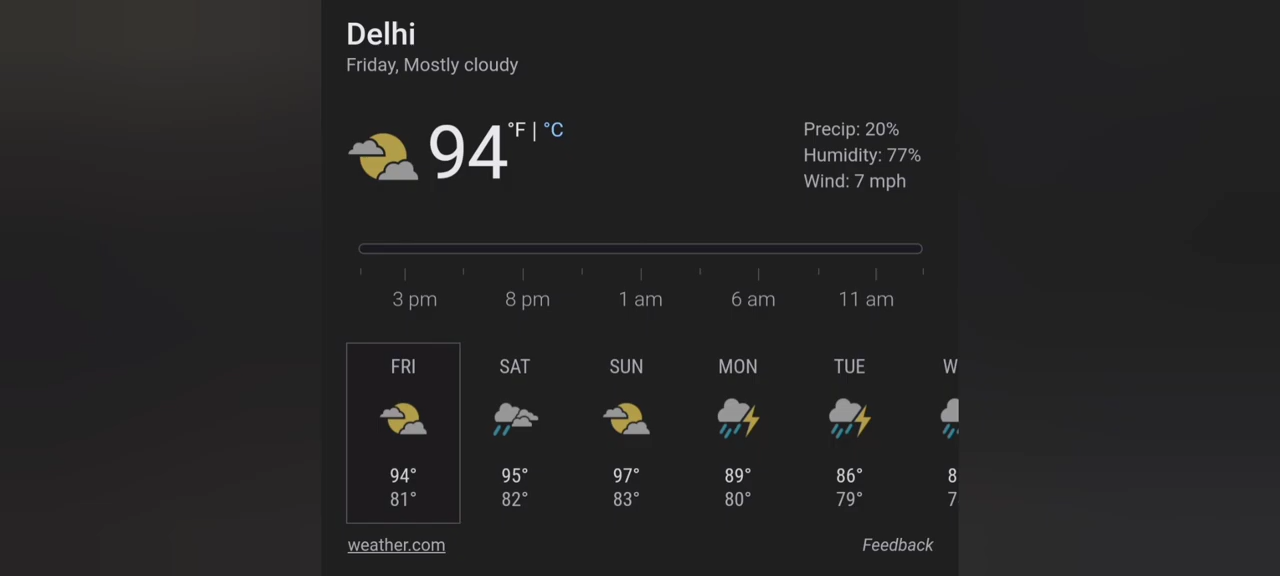 Delhi
Friday, Mostly cloudy
94 °F | °C
Precip: 20%
Humidity: 77%
Wind: 7 mph
3 pm 8 pm 1 am 6 am 11 am
FRI SAT SUN MON TUE W
94° 95° 97° 89° 86° 8
81° 82° 83° 80° 79° 7
weather.com Feedback